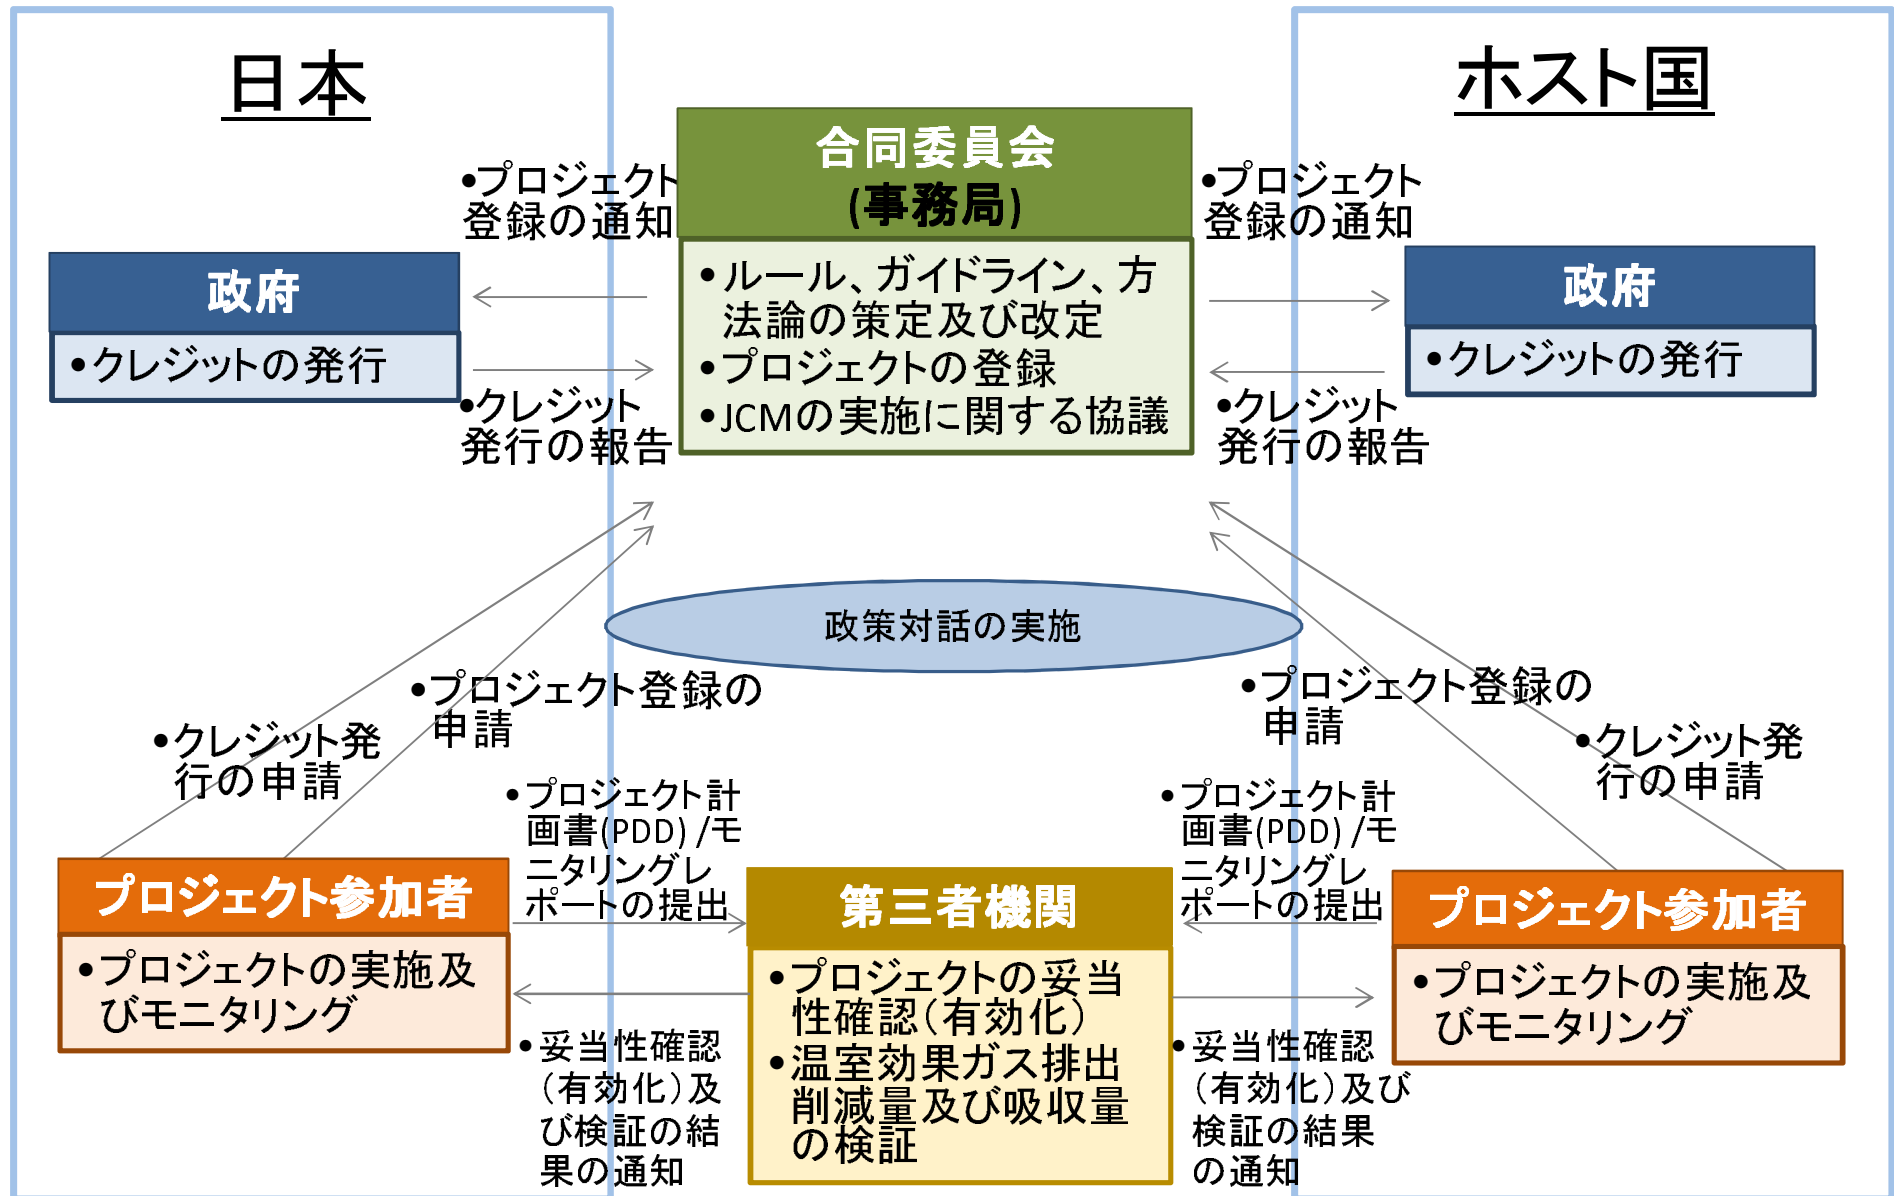 日本
ホスト国
合同委員会
(事務局)
•ルール、ガイドライン、方
法論の策定及び改定
•プロジェクトの登録
•JCMの実施に関する協議
•プロジェクト
登録の通知
•プロジェクト
登録の通知
政府
•クレジットの発行
政府
•クレジットの発行
•クレジット
発行の報告
•クレジット
発行の報告
政策対話の実施
•プロジェクト登録の
申請
•クレジット発
行の申請
•プロジェクト登録の
申請
•クレジット発
行の申請
•プロジェクト計
画書(PDD) /モ
ニタリングレ
ポートの提出
•プロジェクト計
画書(PDD) /モ
ニタリングレ
ポートの提出
プロジェクト参加者
•プロジェクトの実施及
びモニタリング
第三者機関
•プロジェクトの妥当
性確認(有効化)
•温室効果ガス排出
削減量及び吸収量
の検証
プロジェクト参加者
•プロジェクトの実施及
びモニタリング
•妥当性確認
(有効化)及
び検証の結
果の通知
•妥当性確認
(有効化)及び
検証の結果
の通知